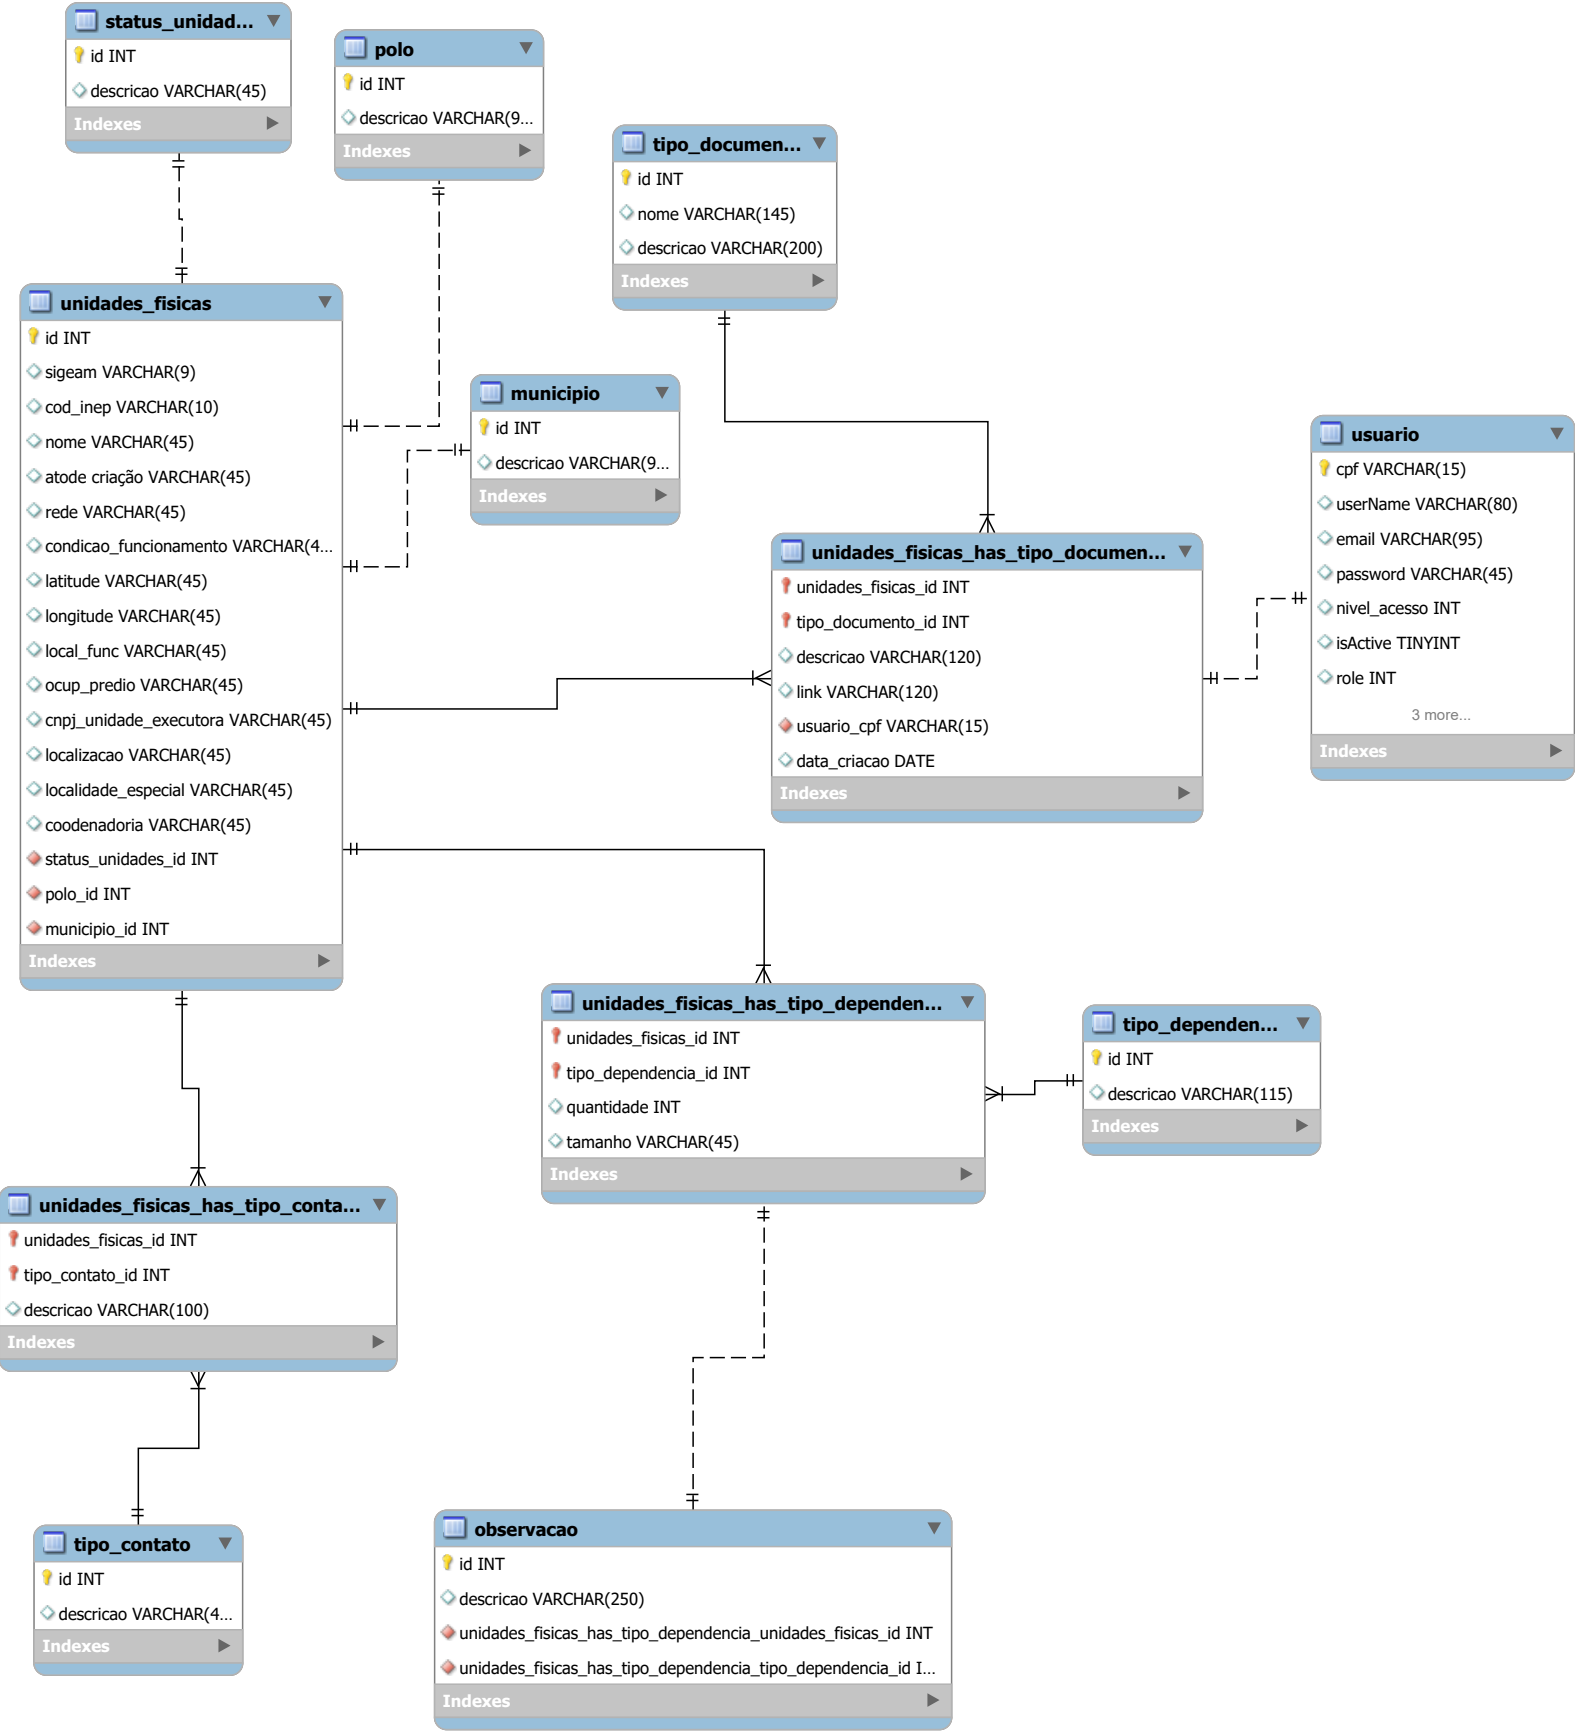 status_unidad...
id INT
descricao VARCHAR(45)
Indexes
polo
id INT
descricao VARCHAR(9...
Indexes
tipo_documen...
id INT
nome VARCHAR(145)
descricao VARCHAR(200)
Indexes
unidades_fisicas
id INT
sigeam VARCHAR(9)
cod_inep VARCHAR(10)
nome VARCHAR(45)
atode criação VARCHAR(45)
rede VARCHAR(45)
condicao_funcionamento VARCHAR(4...
latitude VARCHAR(45)
longitude VARCHAR(45)
local_func VARCHAR(45)
ocup_predio VARCHAR(45)
cnpj_unidade_executora VARCHAR(45)
localizacao VARCHAR(45)
localidade_especial VARCHAR(45)
coodenadoria VARCHAR(45)
status_unidades_id INT
polo_id INT
municipio_id INT
Indexes
municipio
id INT
descricao VARCHAR(9...
Indexes
usuario
cpf VARCHAR(15)
userName VARCHAR(80)
email VARCHAR(95)
password VARCHAR(45)
nivel_acesso INT
isActive TINYINT
role INT
3 more...
Indexes
unidades_fisicas_has_tipo_documen...
unidades_fisicas_id INT
tipo_documento_id INT
descricao VARCHAR(120)
link VARCHAR(120)
usuario_cpf VARCHAR(15)
data_criacao DATE
Indexes
unidades_fisicas_has_tipo_dependen...
unidades_fisicas_id INT
tipo_dependencia_id INT
quantidade INT
tamanho VARCHAR(45)
Indexes
tipo_dependen...
id INT
descricao VARCHAR(115)
Indexes
unidades_fisicas_has_tipo_conta...
unidades_fisicas_id INT
tipo_contato_id INT
descricao VARCHAR(100)
Indexes
tipo_contato
id INT
descricao VARCHAR(4...
Indexes
observacao
id INT
descricao VARCHAR(250)
unidades_fisicas_has_tipo_dependencia_unidades_fisicas_id INT
unidades_fisicas_has_tipo_dependencia_tipo_dependencia_id I...
Indexes